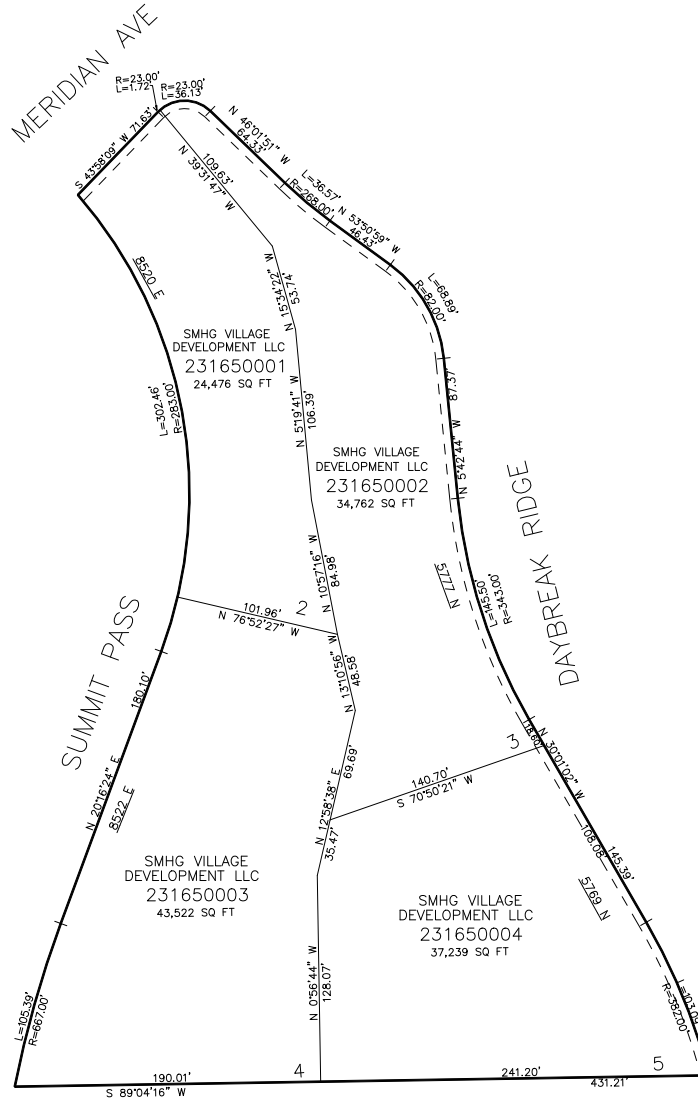 MERIDIAN AVE
R=23.00'
L=1.72'
R=23.00'
L=36.13'
S 43°58'09" W 71.63'
N 46°01'51" W
64.33'
109.63'
N 39°31'47" W
L=36.57'
R=268.00'
N 53°50'59" W
46.43'
8520 E
N 15°34'22" W
53.74'
L=68.89'
R=82.00'
SMHG VILLAGE
DEVELOPMENT LLC
231650001
24,476 SQ FT
L=302.46'
R=283.00'
N 5°19'41" W
106.39'
87.37'
N 5°42'44" W
SMHG VILLAGE
DEVELOPMENT LLC
231650002
34,762 SQ FT
DAYBREAK RIDGE
N 10°57'16" W
84.98'
N 7775
L=145.50'
R=343.00'
2
101.96'
N 76°52'27" W
SUMMIT PASS
180.10'
N 13°10'56" W
48.58'
N 20°16'24" E
8522 E
69.69'
N 12°58'38" E
35.47'
140.70'
S 70°50'21" W
3
18.60'
N 30°01'02" W
108.08'
145.39'
5769 N
SMHG VILLAGE
DEVELOPMENT LLC
231650003
43,522 SQ FT
SMHG VILLAGE
DEVELOPMENT LLC
231650004
37,239 SQ FT
N 0°56'44" W
128.07'
L=105.39'
R=667.00'
L=103.09'
R=382.00'
190.01'
S 89°04'16" W
4
241.20'
431.21'
5